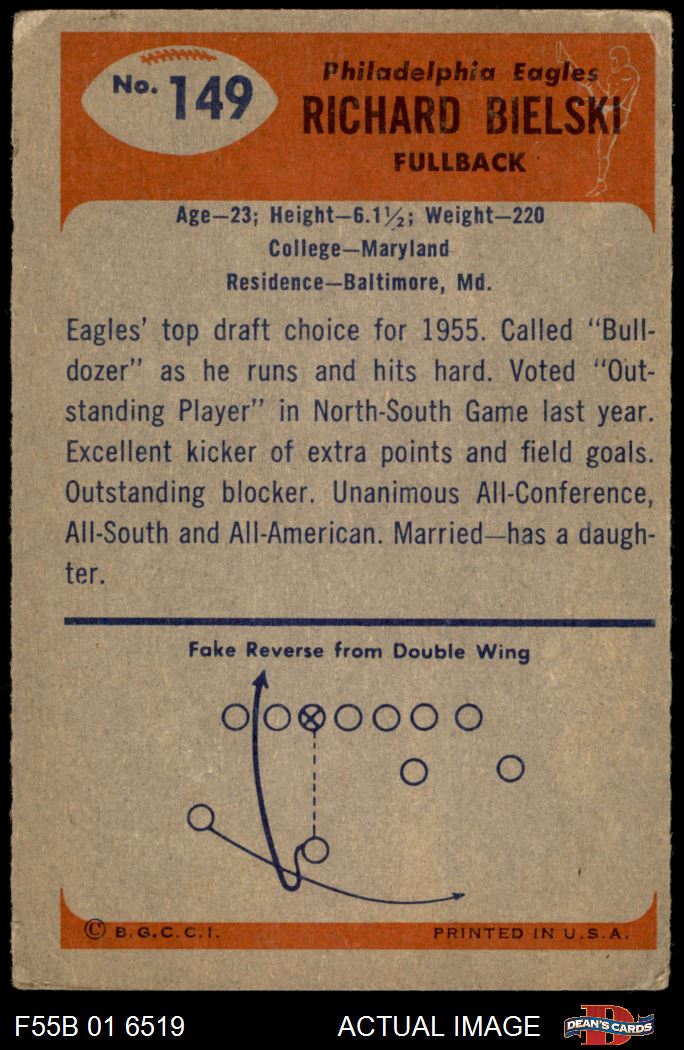 No. 149
Philadelphia Eagles
RICHARD BIELSKI
FULLBACK
Age—23; Height—6.1½; Weight—220
College—Maryland
Residence—Baltimore, Md.
Eagles' top draft choice for 1955. Called "Bull-
dozer" as he runs and hits hard. Voted "Out-
standing Player" in North-South Game last year.
Excellent kicker of extra points and field goals.
Outstanding blocker. Unanimous All-Conference,
All-South and All-American. Married—has a daugh-
ter.
Fake Reverse from Double Wing
© B.G.C.C.I.
PRINTED IN U.S.A.
F55B 01 6519
ACTUAL IMAGE
D
DEAN'S CARDS